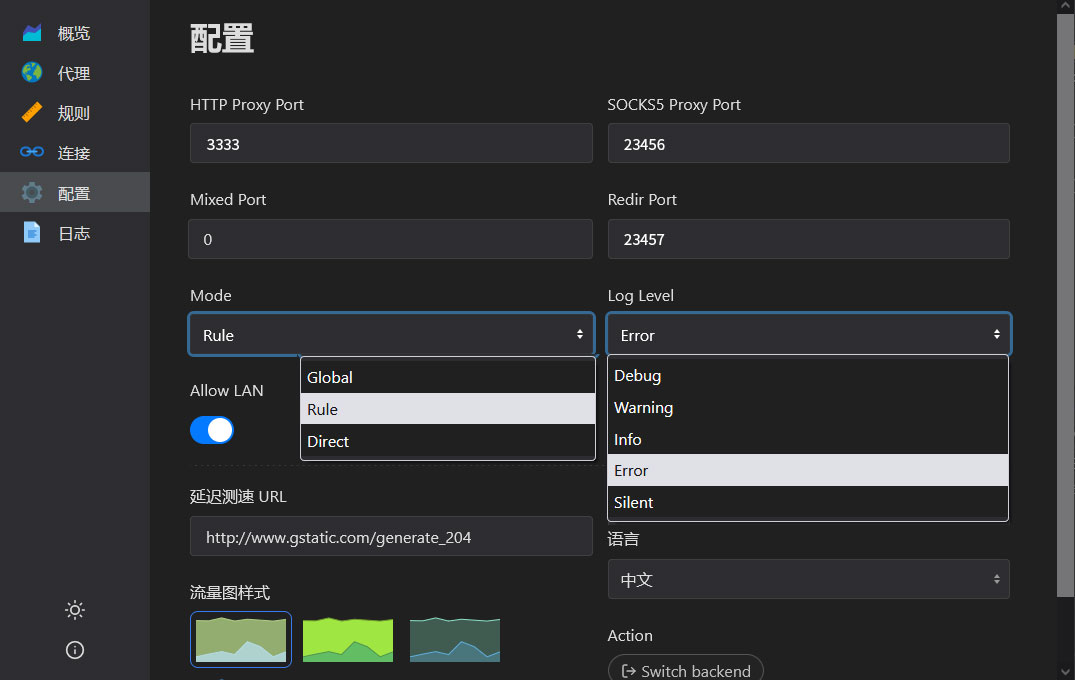 概览
代理
规则
连接
配置
日志
配置
HTTP Proxy Port
SOCKS5 Proxy Port
3333
23456
Mixed Port
Redir Port
0
23457
Mode
Log Level
Rule
Error
Global
Rule
Direct
Debug
Warning
Info
Error
Silent
Allow LAN
延迟测速 URL
http://www.gstatic.com/generate_204
语言
中文
流量图样式
Action
Switch backend